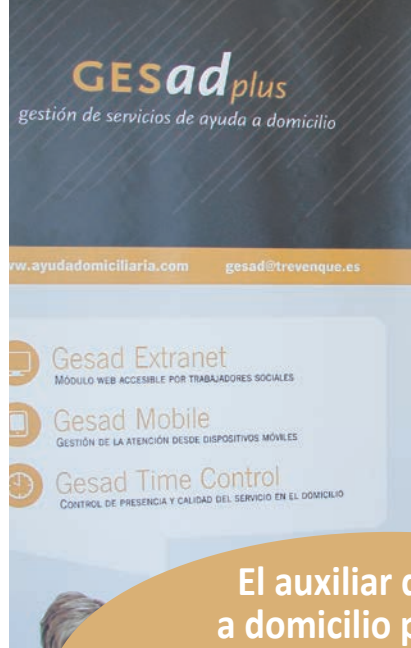 GESad plus
gestión de servicios de ayuda a domicilio
ww.ayudadomiciliaria.com gesad@trevenque.es
Gesad Extranet
MÓDULO WEB ACCESIBLE POR TRABAJADORES SOCIALES
Gesad Mobile
GESTIÓN DE LA ATENCIÓN DESDE DISPOSITIVOS MÓVILES
Gesad Time Control
CONTROL DE PRESENCIA Y CALIDAD DEL SERVICIO EN EL DOMICILIO
El auxiliar
a domicilio